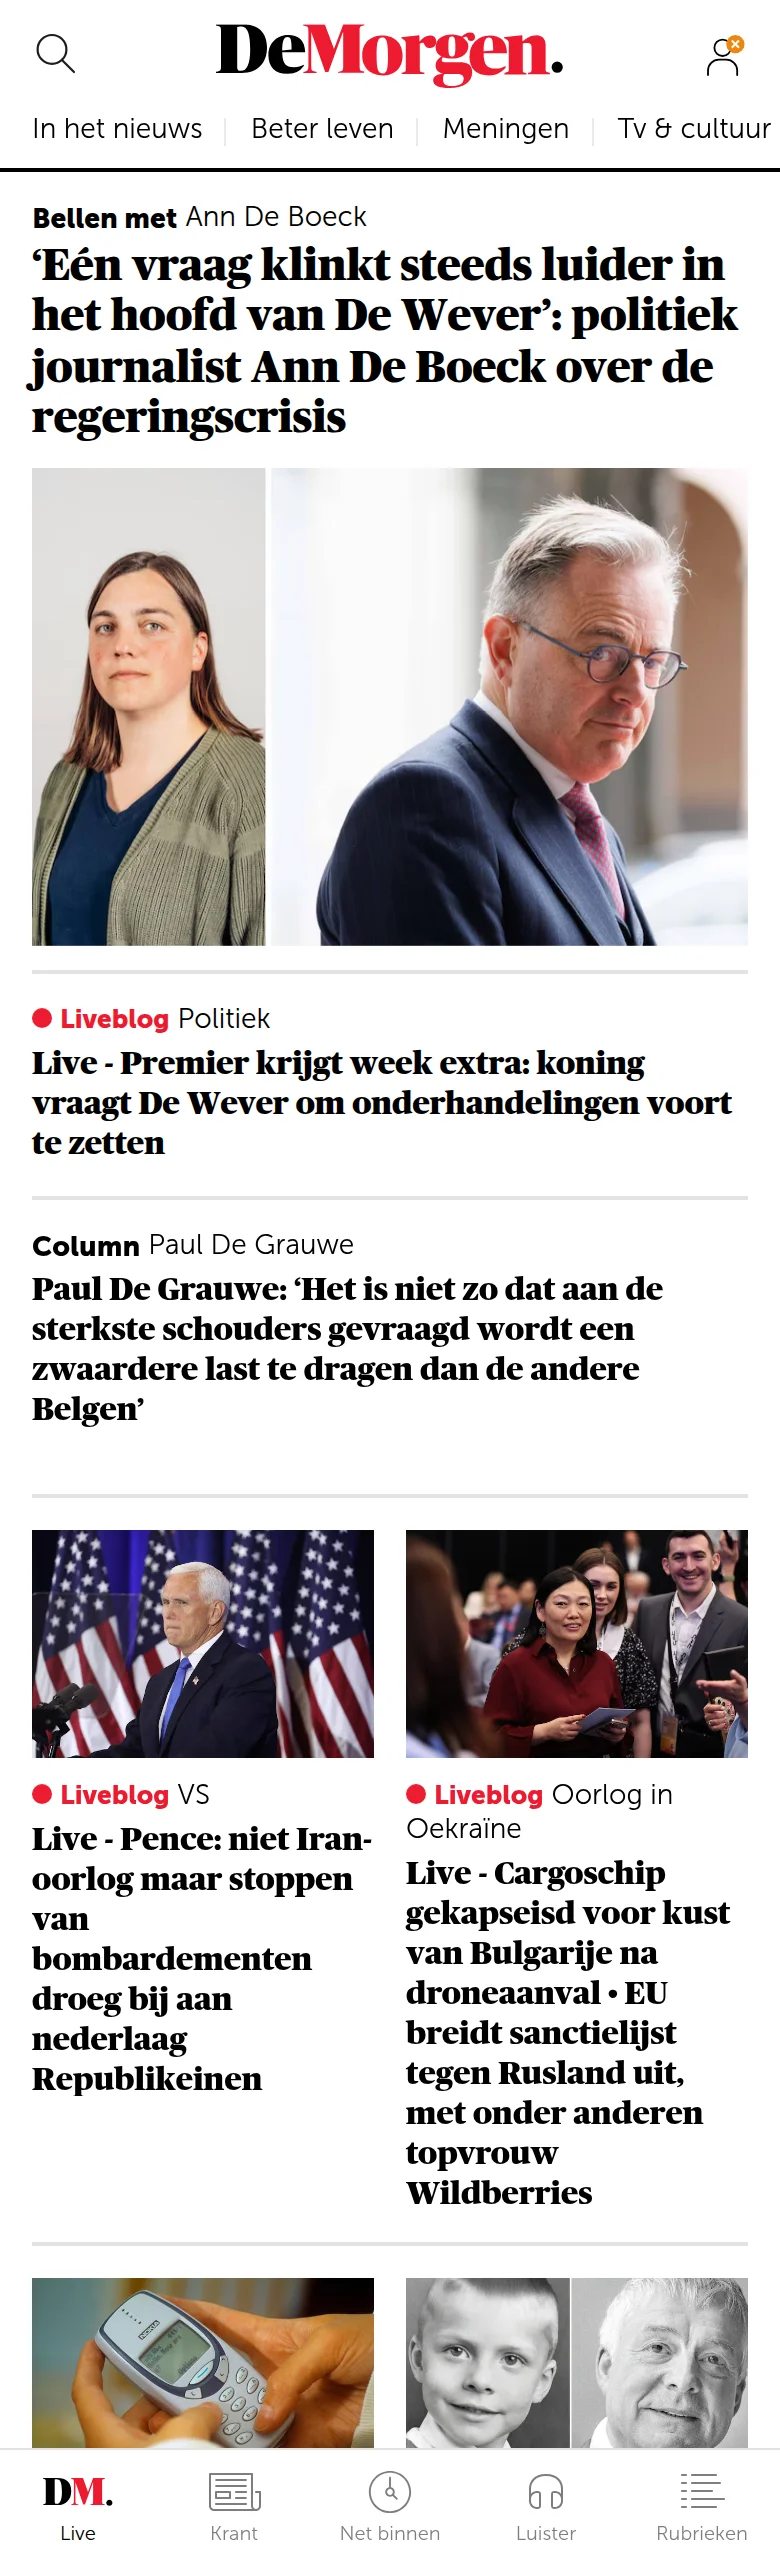 DeMorgen.
In het nieuws
Beter leven
Meningen
Tv & cultuur
Bellen met Ann De Boeck
‘Eén vraag klinkt steeds luider in
het hoofd van De Wever’: politiek
journalist Ann De Boeck over de
regeringscrisis
Liveblog Politiek
Live - Premier krijgt week extra: koning
vraagt De Wever om onderhandelingen voort
te zetten
Column Paul De Grauwe
Paul De Grauwe: ‘Het is niet zo dat aan de
sterkste schouders gevraagd wordt een
zwaardere last te dragen dan de andere
Belgen’
Liveblog VS
Live - Pence: niet Iran-
oorlog maar stoppen
van
bombardementen
droeg bij aan
nederlaag
Republikeinen
Liveblog Oorlog in
Oekraïne
Live - Cargoschip
gekapseisd voor kust
van Bulgarije na
droneaanval • EU
breidt sanctielijst
tegen Rusland uit,
met onder anderen
topvrouw
Wildberries
NOKIA
DM.
Live
Krant
Net binnen
Luister
Rubrieken